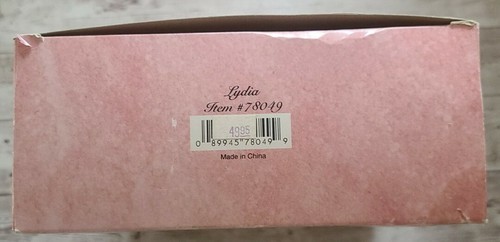 Lydia
Item #78049
4995
0 89945 78049 9
Made in China